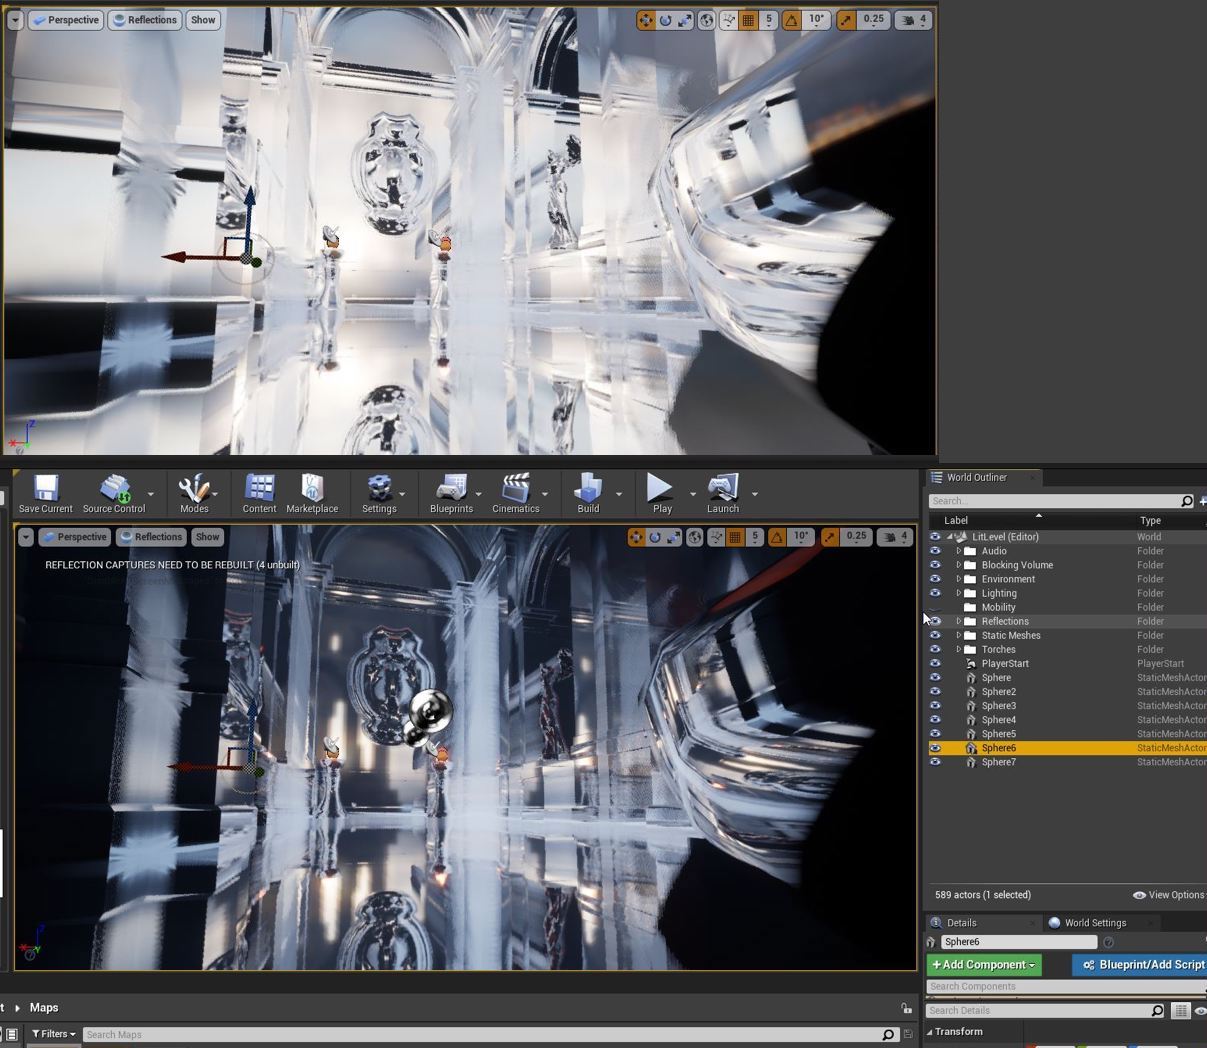 Perspective Reflections Show 5 10° 0.25 4
Z
X
Save Current Source Control Modes Content Marketplace Settings Blueprints Cinematics Build Play Launch
Perspective Reflections Show 5 10° 0.25 4
REFLECTION CAPTURES NEED TO BE REBUILT (4 unbuilt)
Z
X Y
World Outliner
Search...
Label Type
LitLevel (Editor) World
Audio Folder
Blocking Volume Folder
Environment Folder
Lighting Folder
Mobility Folder
Reflections Folder
Static Meshes Folder
Torches Folder
PlayerStart PlayerStart
Sphere StaticMeshActor
Sphere2 StaticMeshActor
Sphere3 StaticMeshActor
Sphere4 StaticMeshActor
Sphere5 StaticMeshActor
Sphere6 StaticMeshActor
Sphere7 StaticMeshActor
589 actors (1 selected) View Options
Details World Settings
Sphere6
+Add Component Blueprint/Add Script
Search Components
Search Details
Transform
t Maps
Filters Search Maps